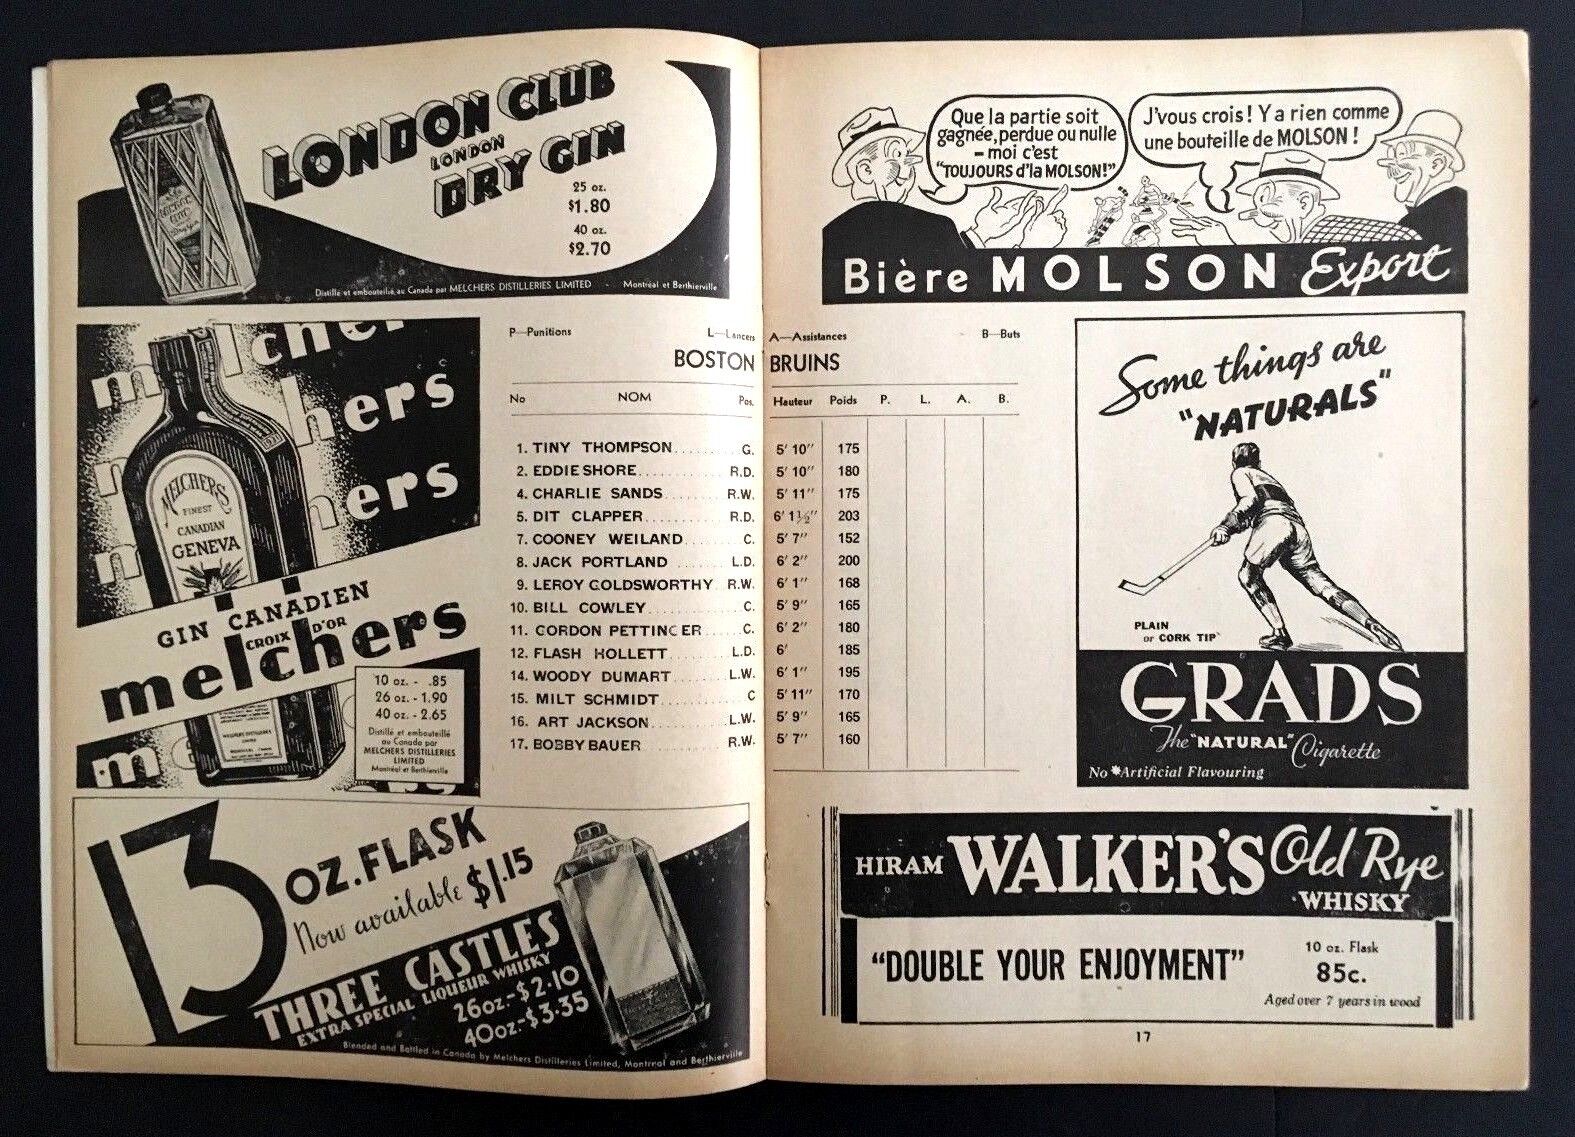 LONDON CLUB
LONDON
DRY GIN
25 oz.
$1.80
40 oz.
$2.70
Distillé et embouteillé au Canada par MELCHERS DISTILLERIES LIMITED - Montréal et Berthierville
melchers
hers
hers
MELCHERS
FINEST
CANADIAN
GENEVA
GIN CANADIEN
CROIX D'OR
melchers
10 oz. - .85
26 oz. - 1.90
40 oz. - 2.65
Distillé et embouteillé
au Canada par
MELCHERS DISTILLERIES
LIMITED
Montréal et Berthierville
13 OZ. FLASK
Now available $1.15
THREE CASTLES
EXTRA SPECIAL LIQUEUR WHISKY
26oz-$2.10
40oz-$3.35
Blended and Bottled in Canada by Melchers Distilleries Limited, Montreal and Berthierville
P—Punitions L—Lancers A—Assistances B—Buts
BOSTON BRUINS
No NOM Pos. Hauteur Poids P. L. A. B.
1. TINY THOMPSON........ G. 5' 10" 175
2. EDDIE SHORE............ R.D. 5' 10" 180
4. CHARLIE SANDS........ R.W. 5' 11" 175
5. DIT CLAPPER............ R.D. 6' 1½" 203
7. COONEY WEILAND...... C. 5' 7" 152
8. JACK PORTLAND....... L.D. 6' 2" 200
9. LEROY GOLDSWORTHY. R.W. 6' 1" 168
10. BILL COWLEY........... C. 5' 9" 165
11. GORDON PETTINGER..... C. 6' 2" 180
12. FLASH HOLLETT........ L.D. 6' 185
14. WOODY DUMART....... L.W. 6' 1" 195
15. MILT SCHMIDT......... C 5' 11" 170
16. ART JACKSON.......... L.W. 5' 9" 165
17. BOBBY BAUER.......... R.W. 5' 7" 160
Que la partie soit
gagnée, perdue ou nulle
- moi c'est
"TOUJOURS d'la MOLSON!"
J'vous crois! Y a rien comme
une bouteille de MOLSON!
Bière MOLSON Export
Some things are
"NATURALS"
PLAIN
or CORK TIP
GRADS
The "NATURAL" Cigarette
No *Artificial Flavouring
HIRAM WALKER'S Old Rye
WHISKY
"DOUBLE YOUR ENJOYMENT"
10 oz. Flask
85c.
Aged over 7 years in wood
17